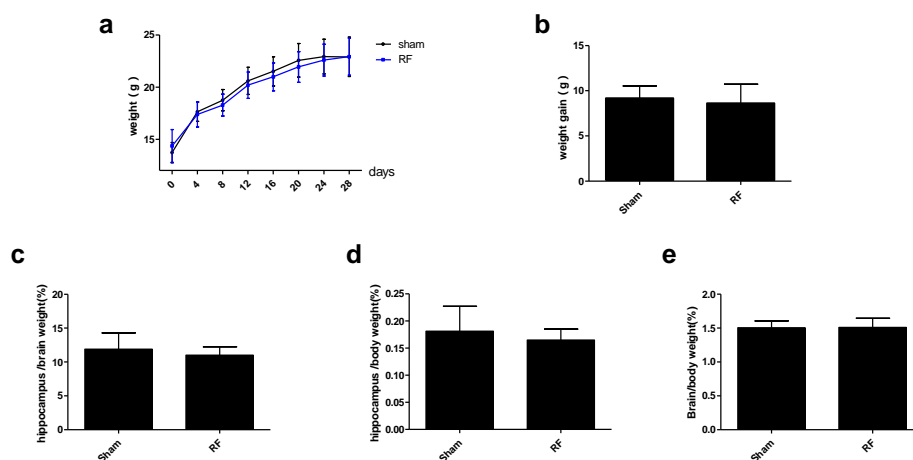 a
weight ( g )
25
20
15
0
4
8
12
16
20
24
28
days
sham
RF
b
weight gain ( g )
15
10
5
0
Sham
RF
c
hippocampus /brain weight(%)
20
15
10
5
0
Sham
RF
d
hippocampus /body weight(%)
0.25
0.20
0.15
0.10
0.05
0.00
Sham
RF
e
Brain/body weight(%)
2.0
1.5
1.0
0.5
0.0
Sham
RF